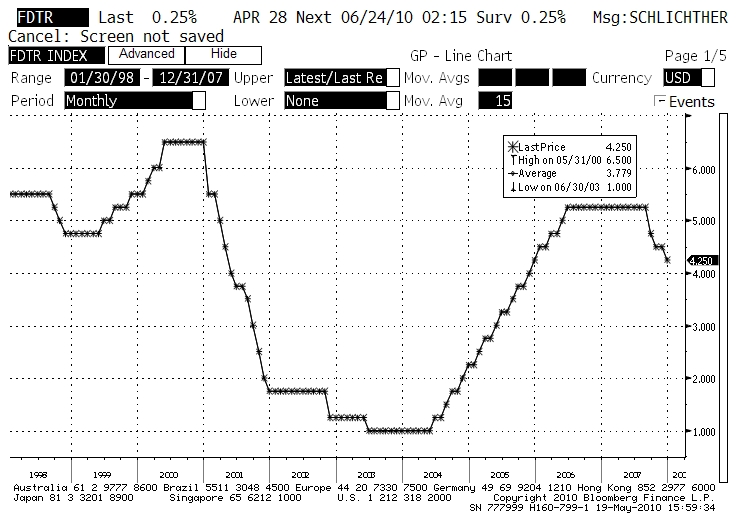 FDTR Last 0.25% APR 28 Next 06/24/10 02:15 Surv 0.25% Msg:SCHLICHTHER
Cancel: Screen not saved
FDTR INDEX Advanced Hide GP - Line Chart Page 1/5
Range 01/30/98 - 12/31/07 Upper Latest/Last Re Mov. Avgs Currency USD
Period Monthly Lower None Mov. Avg 15 Events
LastPrice 4.250
High on 05/31/00 6.500
Average 3.779
Low on 06/30/03 1.000
6.000
5.000
4.250
4.000
3.000
2.000
1.000
1998 1999 2000 2001 2002 2003 2004 2005 2006 2007 20
Australia 61 2 9777 8600 Brazil 5511 3048 4500 Europe 44 20 7330 7500 Germany 49 69 9204 1210 Hong Kong 852 2977 6000
Japan 81 3 3201 8900 Singapore 65 6212 1000 U.S. 1 212 318 2000 Copyright 2010 Bloomberg Finance L.P.
SN 777999 H160-799-1 19-May-2010 15:59:34